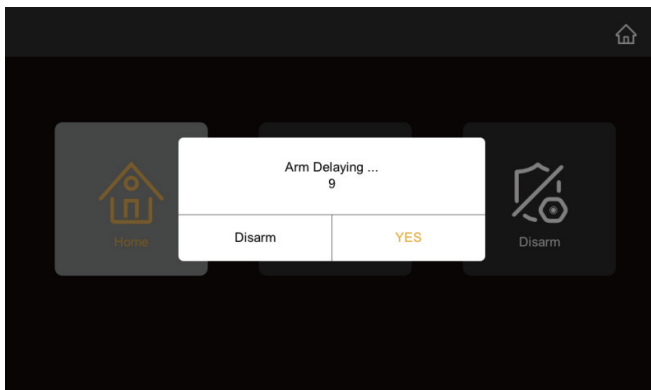 Arm Delaying ...
9
Disarm
YES
Home
Disarm